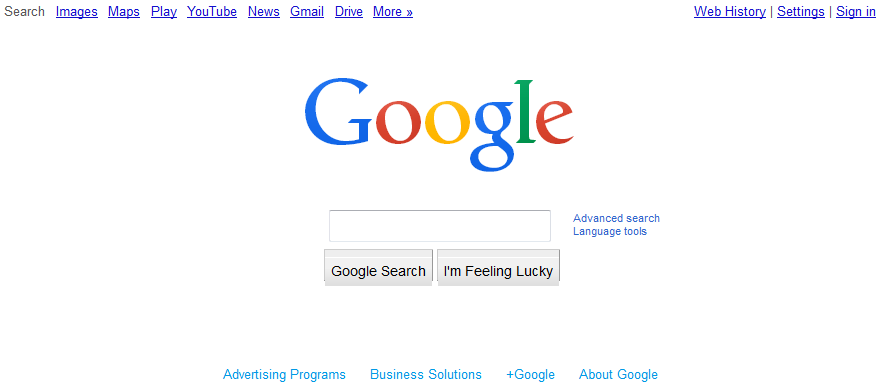 Search Images Maps Play YouTube News Gmail Drive More » Web History | Settings | Sign in
Google
Advanced search
Language tools
Google Search I'm Feeling Lucky
Advertising Programs Business Solutions +Google About Google